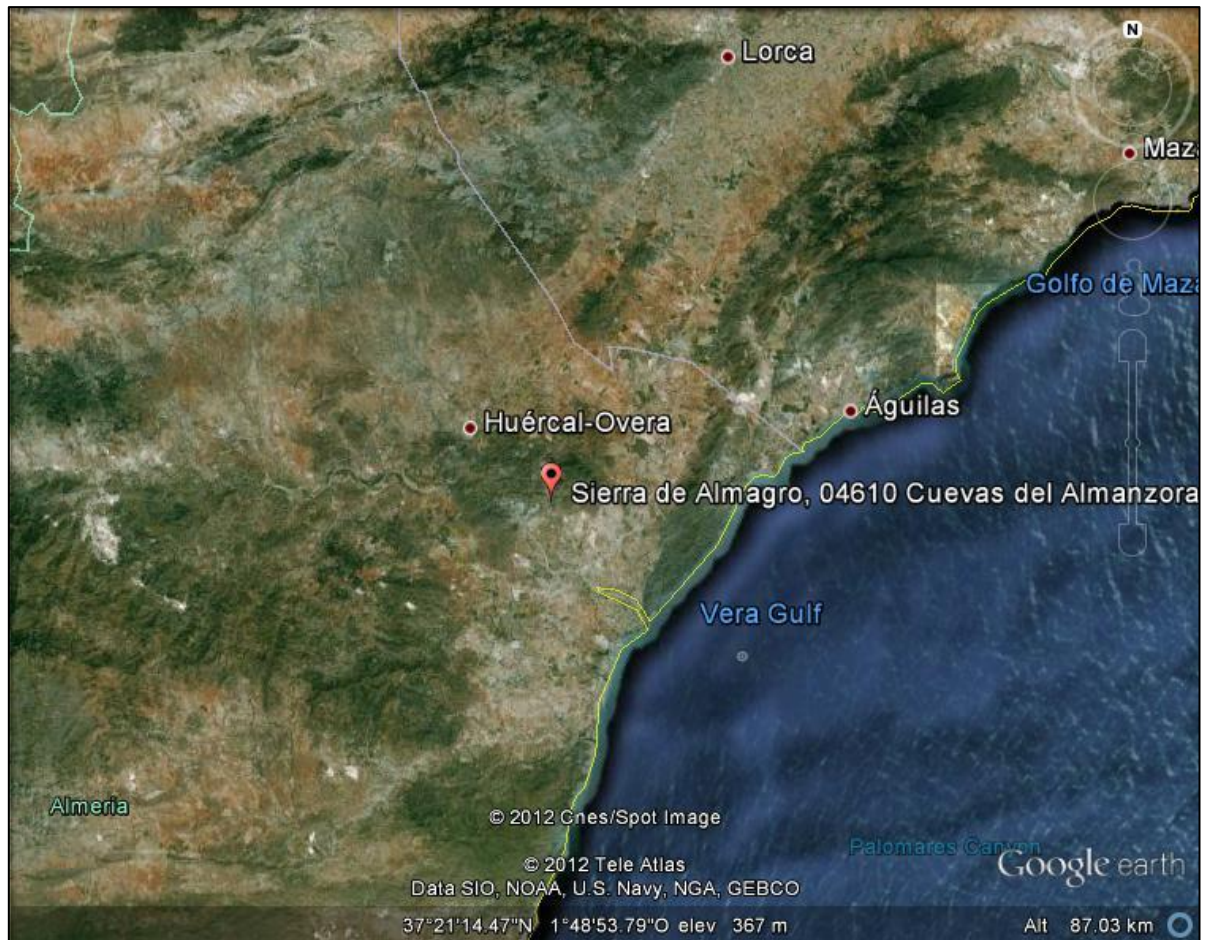 N
Lorca
Maz
Golfo de Maz
Águilas
Huércal-Overa
Sierra de Almagro, 04610 Cuevas del Almanzora
Vera Gulf
Almeria
© 2012 Cnes/Spot Image
Palomares Canyon
Google earth
© 2012 Tele Atlas
Data SIO, NOAA, U.S. Navy, NGA, GEBCO
37°21'14.47"N 1°48'53.79"O elev 367 m Alt 87.03 km